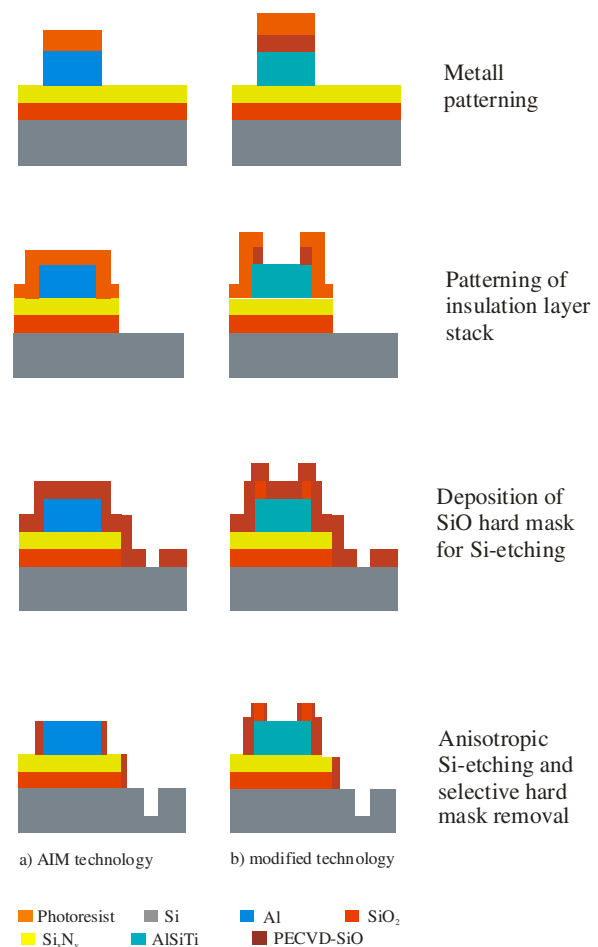 Metall
patterning
Patterning of
insulation layer
stack
Deposition of
SiO hard mask
for Si-etching
Anisotropic
Si-etching and
selective hard
mask removal
a) AIM technology
b) modified technology
Photoresist
Si
Al
SiO₂
SiₓNₓ
AlSiTi
PECVD-SiO